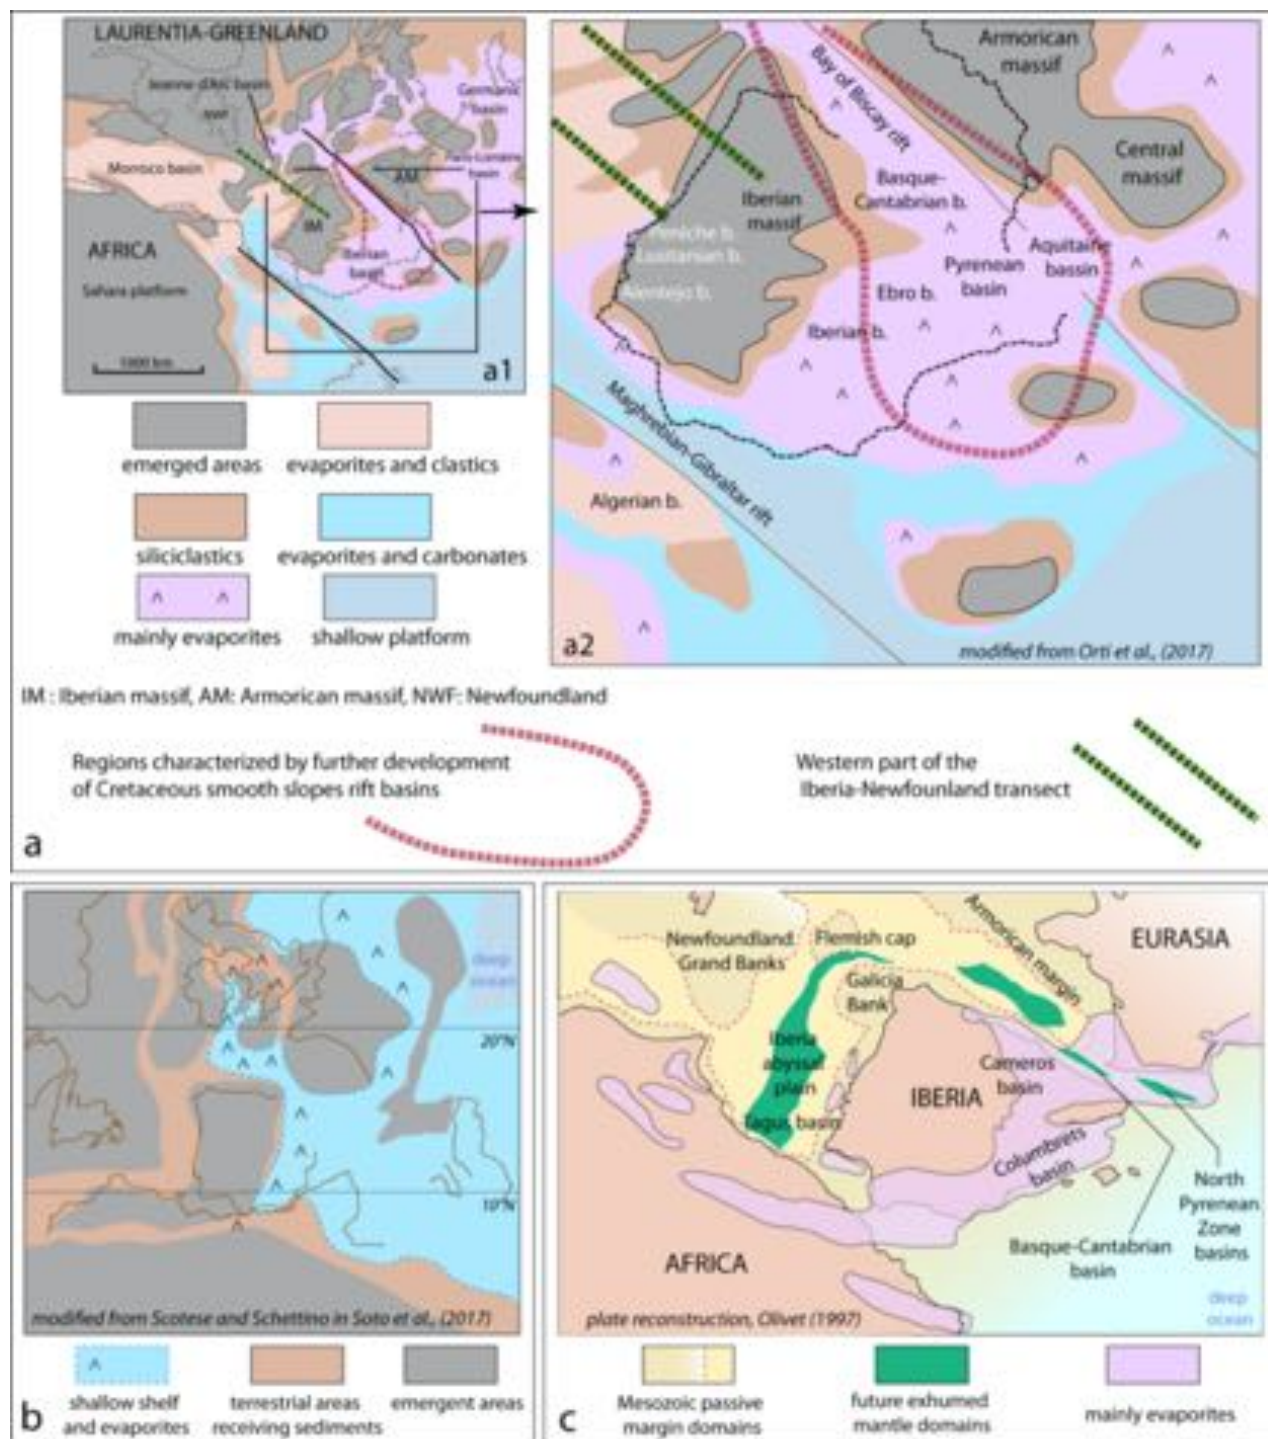 LAURENTIA-GREENLAND
Jeanne d'Arc basin
NWF
Germanic
basin
Morroco basin
Paris-Lorraine
basin
AM
IM
AFRICA
Iberian
basin
Sahara platform
1000 km
a1
emerged areas
evaporites and clastics
siliciclastics
evaporites and carbonates
mainly evaporites
shallow platform
Armorican
massif
Bay of Biscay rift
Central
massif
Basque-
Cantabrian b.
Iberian
massif
Peniche b.
Lusitanian b.
Alentejo b.
Aquitaine
bassin
Pyrenean
basin
Ebro b.
Iberian b.
Maghrebian-Gibraltar rift
Algerian b.
a2
modified from Orti et al., (2017)
IM : Iberian massif, AM: Armorican massif, NWF: Newfoundland
Regions characterized by further development
of Cretaceous smooth slopes rift basins
Western part of the
Iberia-Newfounland transect
a
deep
ocean
20°N
10°N
modified from Scotese and Schettino in Soto et al., (2017)
shallow shelf
and evaporites
terrestrial areas
receiving sediments
emergent areas
b
Newfoundland
Grand Banks
Flemish cap
Armorican margin
EURASIA
Galicia
Bank
Iberia
abyssal
plain
Cameros
basin
IBERIA
Tagus basin
Columbrets
basin
North
Pyrenean
Zone
basins
Basque-Cantabrian
basin
AFRICA
deep
ocean
plate reconstruction, Olivet (1997)
Mesozoic passive
margin domains
future exhumed
mantle domains
mainly evaporites
c